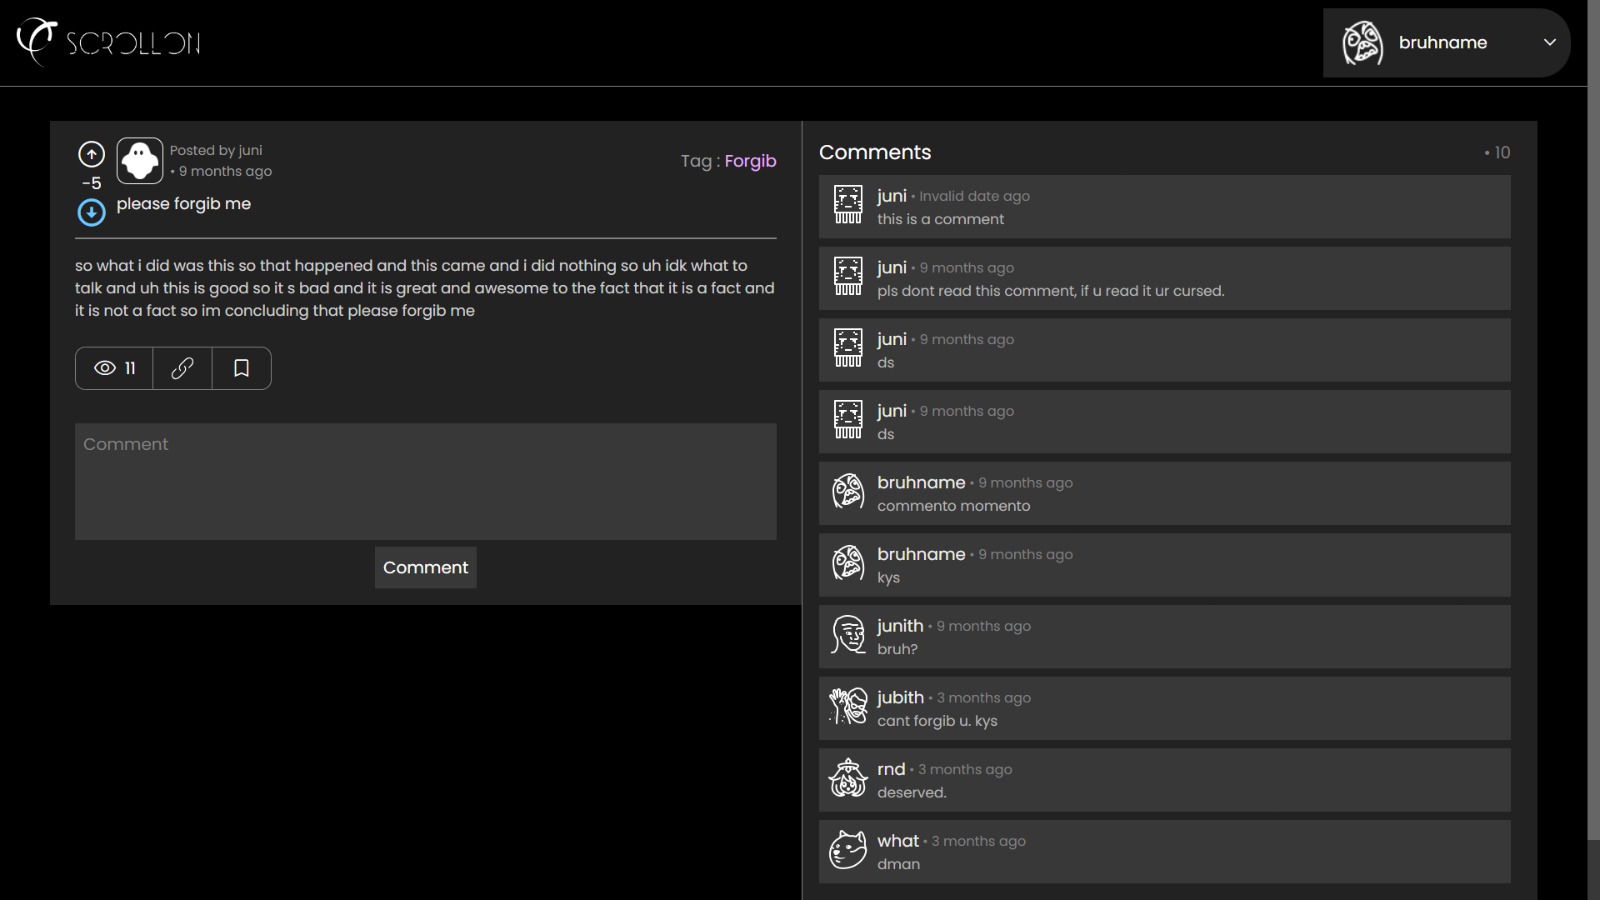 SCROLLON
bruhname
Posted by juni
• 9 months ago
Tag : Forgib
-5
please forgib me
so what i did was this so that happened and this came and i did nothing so uh idk what to
talk and uh this is good so it s bad and it is great and awesome to the fact that it is a fact and
it is not a fact so im concluding that please forgib me
11
Comment
Comment
Comments
• 10
juni • Invalid date ago
this is a comment
juni • 9 months ago
pls dont read this comment, if u read it ur cursed.
juni • 9 months ago
ds
juni • 9 months ago
ds
bruhname • 9 months ago
commento momento
bruhname • 9 months ago
kys
junith • 9 months ago
bruh?
jubith • 3 months ago
cant forgib u. kys
rnd • 3 months ago
deserved.
what • 3 months ago
dman